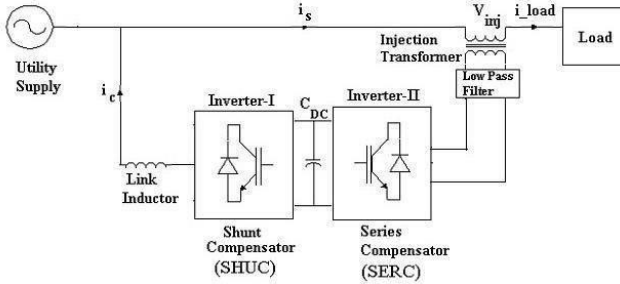 i_s
V_inj
i_load
Injection
Transformer
Load
Utility
Supply
Low Pass
Filter
i_c
Inverter-I
C_DC
Inverter-II
Link
Inductor
Shunt
Compensator
(SHUC)
Series
Compensator
(SERC)